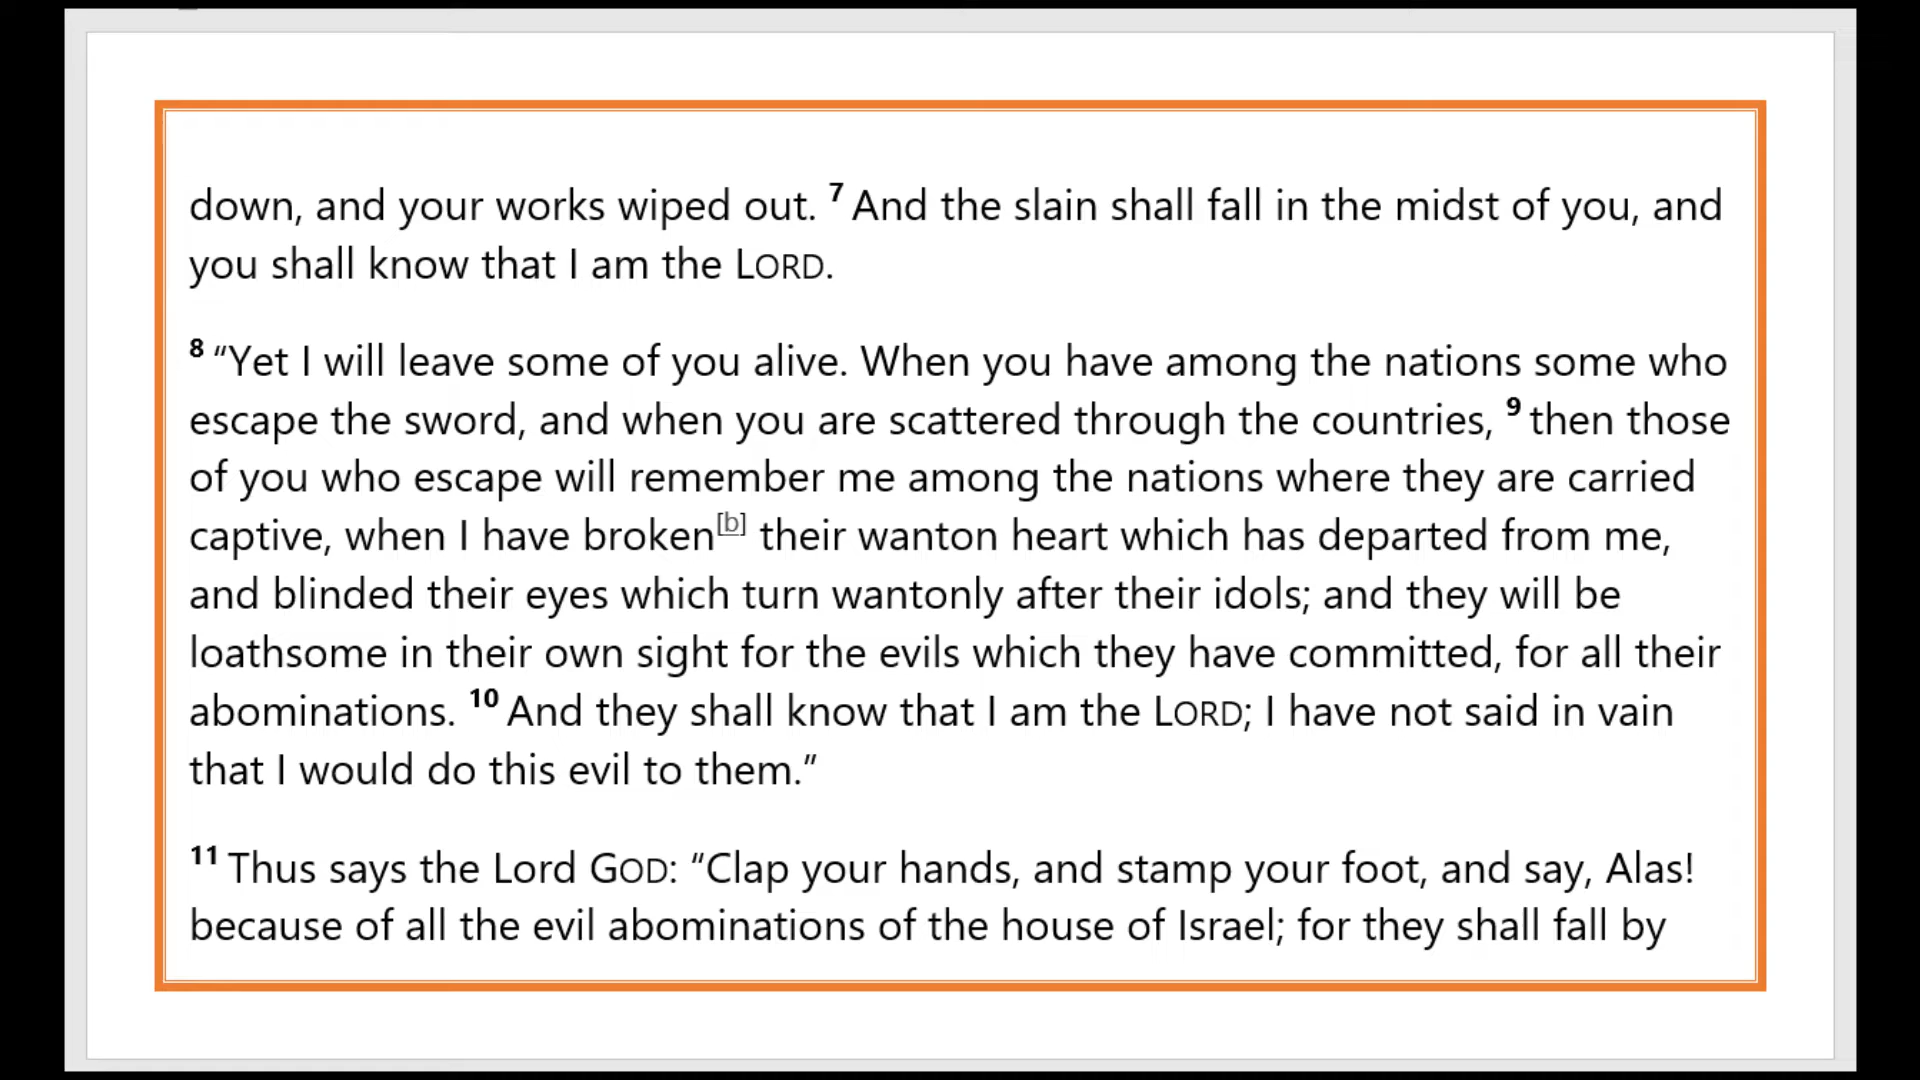 down, and your works wiped out. 7 And the slain shall fall in the midst of you, and
you shall know that I am the LORD.
8 “Yet I will leave some of you alive. When you have among the nations some who
escape the sword, and when you are scattered through the countries, 9 then those
of you who escape will remember me among the nations where they are carried
captive, when I have broken[b] their wanton heart which has departed from me,
and blinded their eyes which turn wantonly after their idols; and they will be
loathsome in their own sight for the evils which they have committed, for all their
abominations. 10 And they shall know that I am the LORD; I have not said in vain
that I would do this evil to them.”
11 Thus says the Lord GOD: “Clap your hands, and stamp your foot, and say, Alas!
because of all the evil abominations of the house of Israel; for they shall fall by